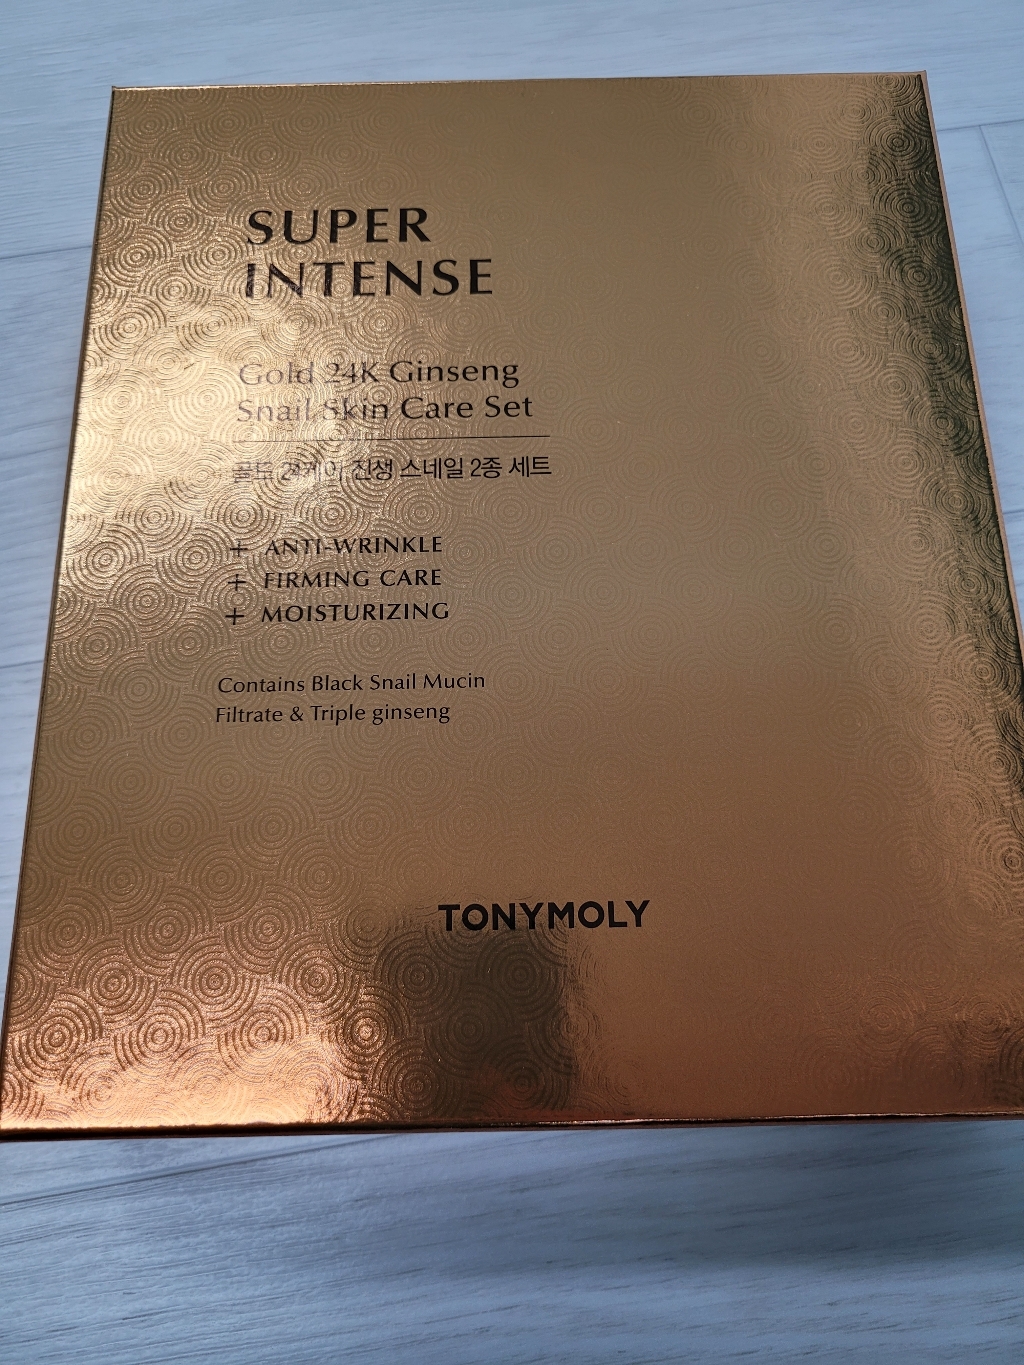 SUPER
INTENSE
Gold 24K Ginseng
Snail Skin Care Set
골드 24케이 진생 스네일 2종 세트
+ ANTI-WRINKLE
+ FIRMING CARE
+ MOISTURIZING
Contains Black Snail Mucin
Filtrate & Triple ginseng
TONYMOLY